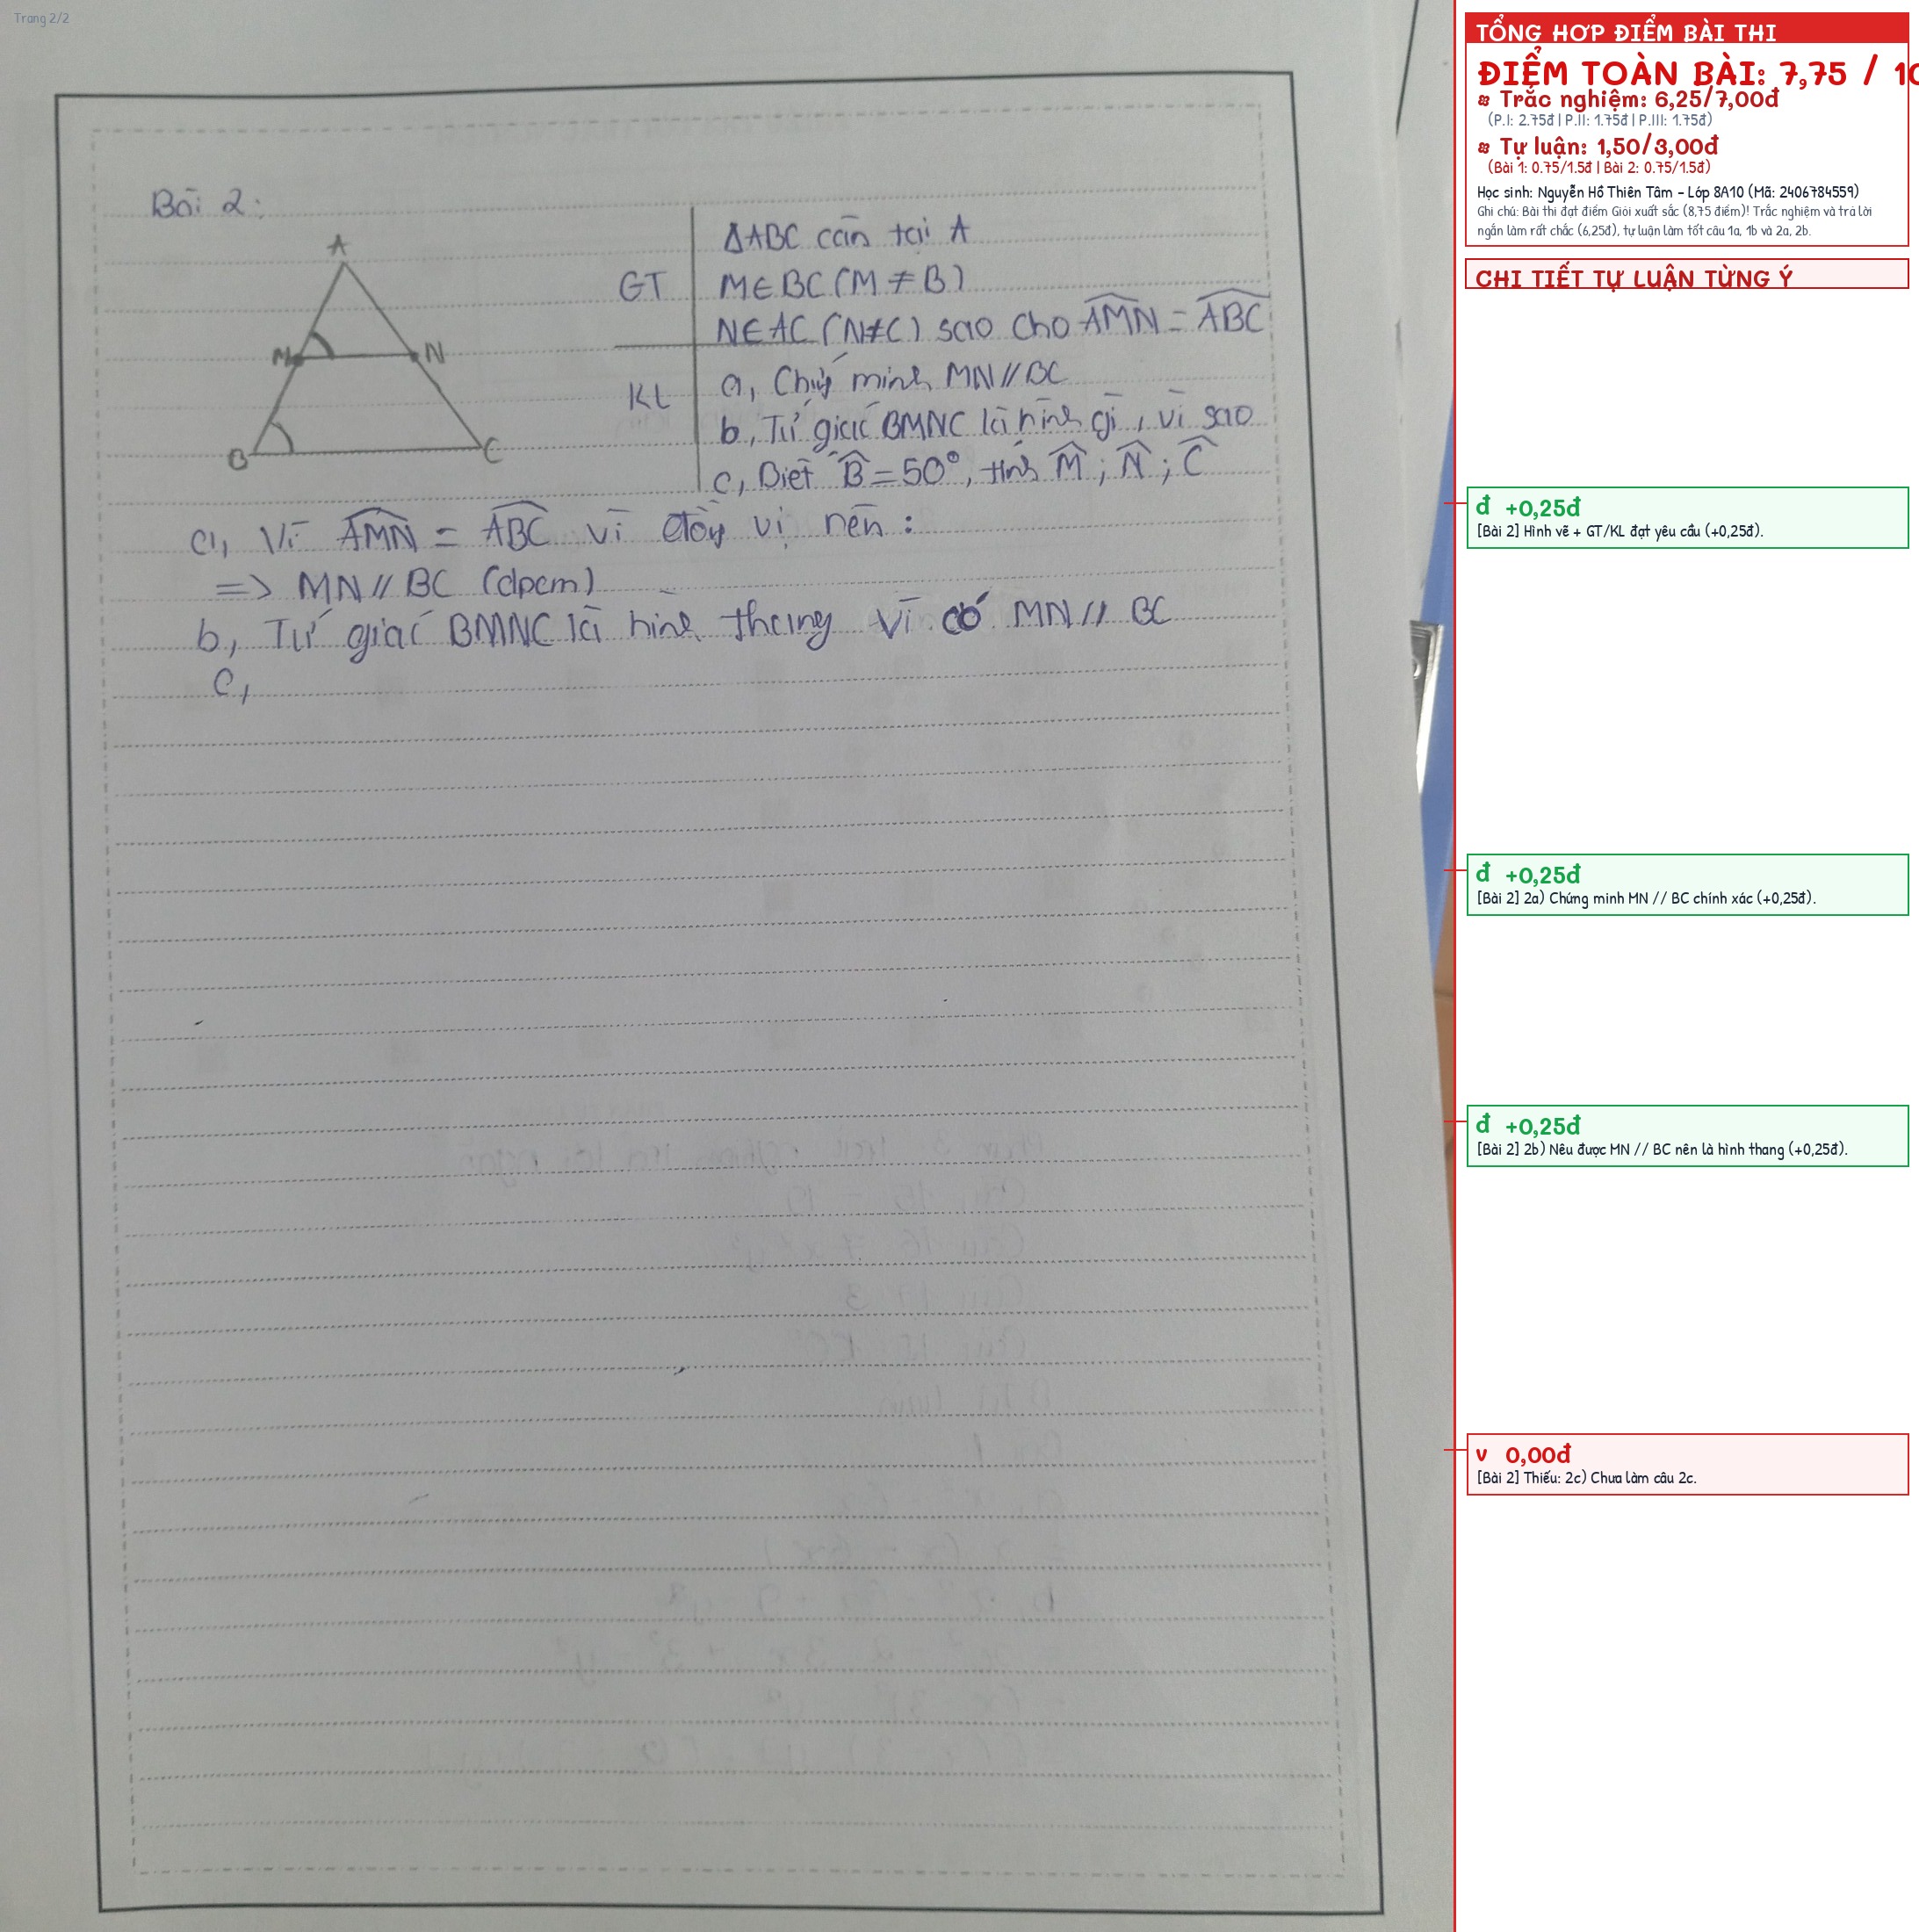 Trang 2/2
Bài 2:
A
M
N
B
C
GT
ΔABC cân tại A
M∈BC (M ≠ B)
N∈AC (N≠C) sao cho AMN = ABC
KL
a, Chứg minh MN // BC
b, Tứ giác BMNC là hình gì, vì sao
c, Biết B = 50°, tính M ; N ; C
a, Vì AMN = ABC vì đồng vị nên :
=> MN // BC (dpcm)
b, Tứ giác BMNC là hình thang vì có MN // BC
c,
TỔNG HỢP ĐIỂM BÀI THI
ĐIỂM TOÀN BÀI: 7,75 / 10
Trắc nghiệm: 6,25/7,00đ
(P.I: 2.75đ | P.II: 1.75đ | P.III: 1.75đ)
Tự luận: 1,50/3,00đ
(Bài 1: 0.75/1.5đ | Bài 2: 0.75/1.5đ)
Học sinh: Nguyễn Hồ Thiên Tâm - Lớp 8A10 (Mã: 2406784559)
Ghi chú: Bài thi đạt điểm Giỏi xuất sắc (8,75 điểm)! Trắc nghiệm và trả lời
ngắn làm rất chắc (6,25đ), tự luận làm tốt câu 1a, 1b và 2a, 2b.
CHI TIẾT TỰ LUẬN TỪNG Ý
đ +0,25đ
[Bài 2] Hình vẽ + GT/KL đạt yêu cầu (+0,25đ).
đ +0,25đ
[Bài 2] 2a) Chứng minh MN // BC chính xác (+0,25đ).
đ +0,25đ
[Bài 2] 2b) Nêu được MN // BC nên là hình thang (+0,25đ).
v 0,00đ
[Bài 2] Thiếu: 2c) Chưa làm câu 2c.